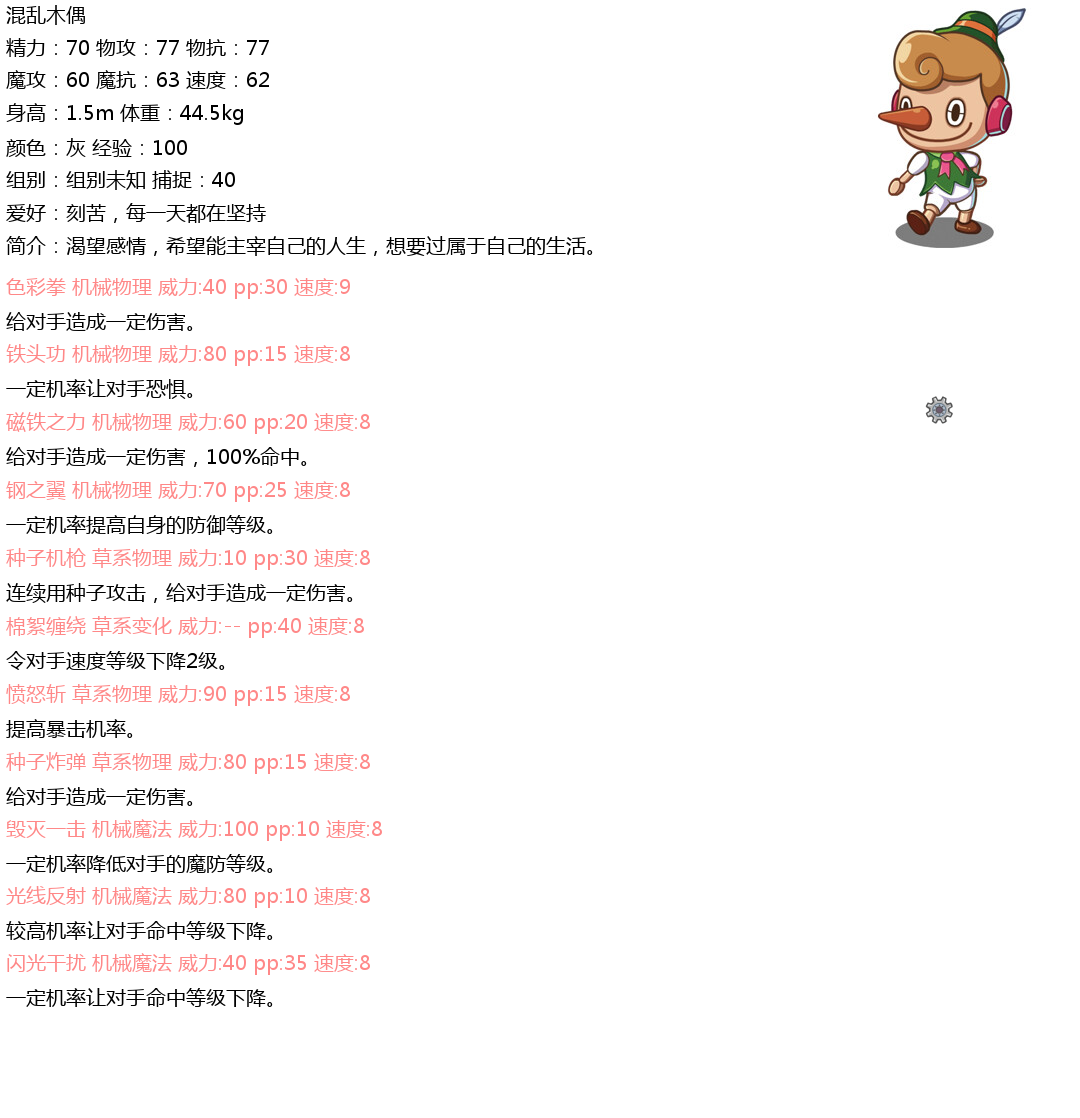 混乱木偶
精力：70 物攻：77 物抗：77
魔攻：60 魔抗：63 速度：62
身高：1.5m 体重：44.5kg
颜色：灰 经验：100
组别：组别未知 捕捉：40
爱好：刻苦，每一天都在坚持
简介：渴望感情，希望能主宰自己的人生，想要过属于自己的生活。
色彩拳 机械物理 威力:40 pp:30 速度:9
给对手造成一定伤害。
铁头功 机械物理 威力:80 pp:15 速度:8
一定机率让对手恐惧。
磁铁之力 机械物理 威力:60 pp:20 速度:8
给对手造成一定伤害，100%命中。
钢之翼 机械物理 威力:70 pp:25 速度:8
一定机率提高自身的防御等级。
种子机枪 草系物理 威力:10 pp:30 速度:8
连续用种子攻击，给对手造成一定伤害。
棉絮缠绕 草系变化 威力:-- pp:40 速度:8
令对手速度等级下降2级。
愤怒斩 草系物理 威力:90 pp:15 速度:8
提高暴击机率。
种子炸弹 草系物理 威力:80 pp:15 速度:8
给对手造成一定伤害。
毁灭一击 机械魔法 威力:100 pp:10 速度:8
一定机率降低对手的魔防等级。
光线反射 机械魔法 威力:80 pp:10 速度:8
较高机率让对手命中等级下降。
闪光干扰 机械魔法 威力:40 pp:35 速度:8
一定机率让对手命中等级下降。